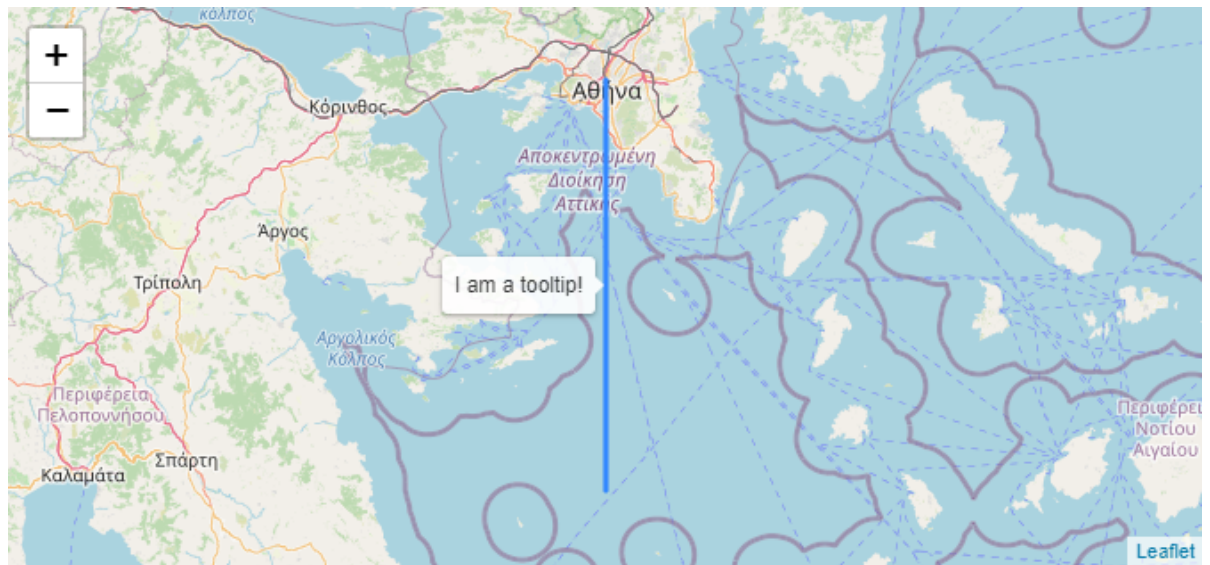 κόλπος
+
−
Αθήνα
Κόρινθος
Αποκεντρωμένη
Διοίκηση
Αττικής
Άργος
Τρίπολη
I am a tooltip!
Αργολικός
Κόλπος
Περιφέρεια
Πελοποννήσου
Περιφέρει
Νοτίου
Αιγαίου
Σπάρτη
Καλαμάτα
Leaflet